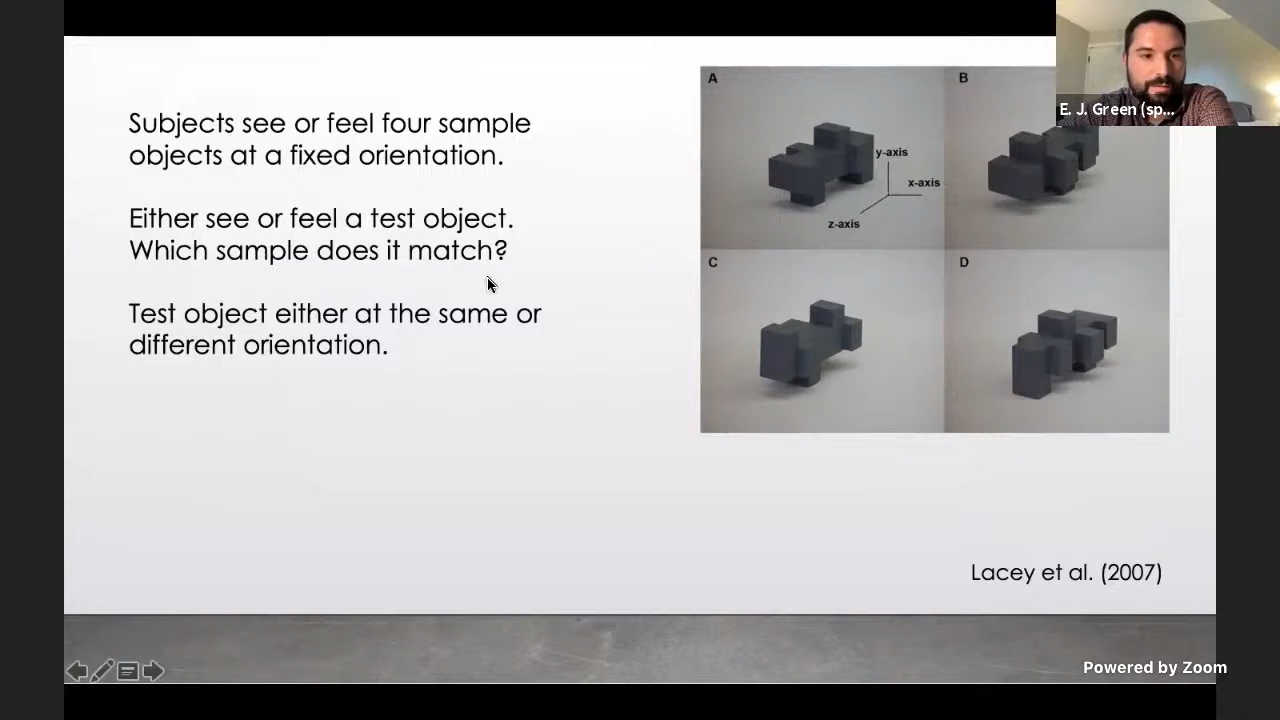 Subjects see or feel four sample
objects at a fixed orientation.
Either see or feel a test object.
Which sample does it match?
Test object either at the same or
different orientation.
A
B
y-axis
x-axis
z-axis
C
D
E. J. Green (sp...
Lacey et al. (2007)
Powered by Zoom